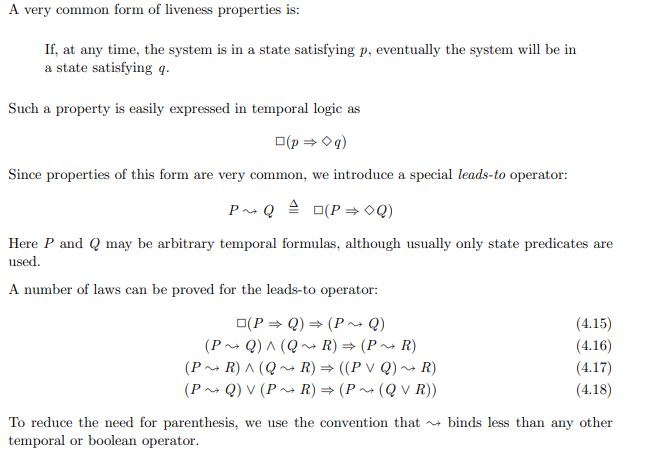 A very common form of liveness properties is:
If, at any time, the system is in a state satisfying p, eventually the system will be in
a state satisfying q.
Such a property is easily expressed in temporal logic as
□(p ⇒ ◇q)
Since properties of this form are very common, we introduce a special leads-to operator:
P ⤳ Q ≜ □(P ⇒ ◇Q)
Here P and Q may be arbitrary temporal formulas, although usually only state predicates are
used.
A number of laws can be proved for the leads-to operator:
□(P ⇒ Q) ⇒ (P ⤳ Q) (4.15)
(P ⤳ Q) ∧ (Q ⤳ R) ⇒ (P ⤳ R) (4.16)
(P ⤳ R) ∧ (Q ⤳ R) ⇒ ((P ∨ Q) ⤳ R) (4.17)
(P ⤳ Q) ∨ (P ⤳ R) ⇒ (P ⤳ (Q ∨ R)) (4.18)
To reduce the need for parenthesis, we use the convention that ⤳ binds less than any other
temporal or boolean operator.